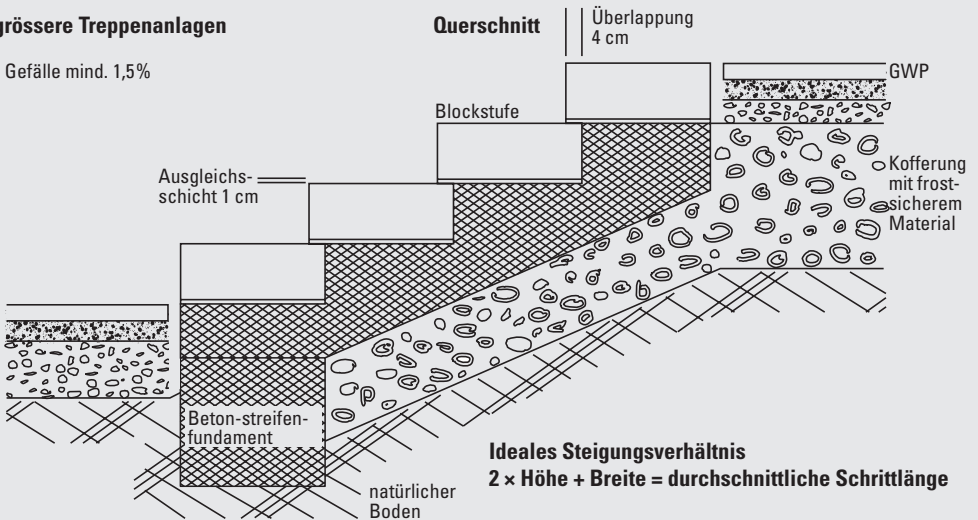 grössere Treppenanlagen
Gefälle mind. 1,5%
Querschnitt
Überlappung
4 cm
GWP
Blockstufe
Kofferung
mit frost-
sicherem
Material
Ausgleichs-
schicht 1 cm
Beton-streifen-
fundament
natürlicher
Boden
Ideales Steigungsverhältnis
2 × Höhe + Breite = durchschnittliche Schrittlänge